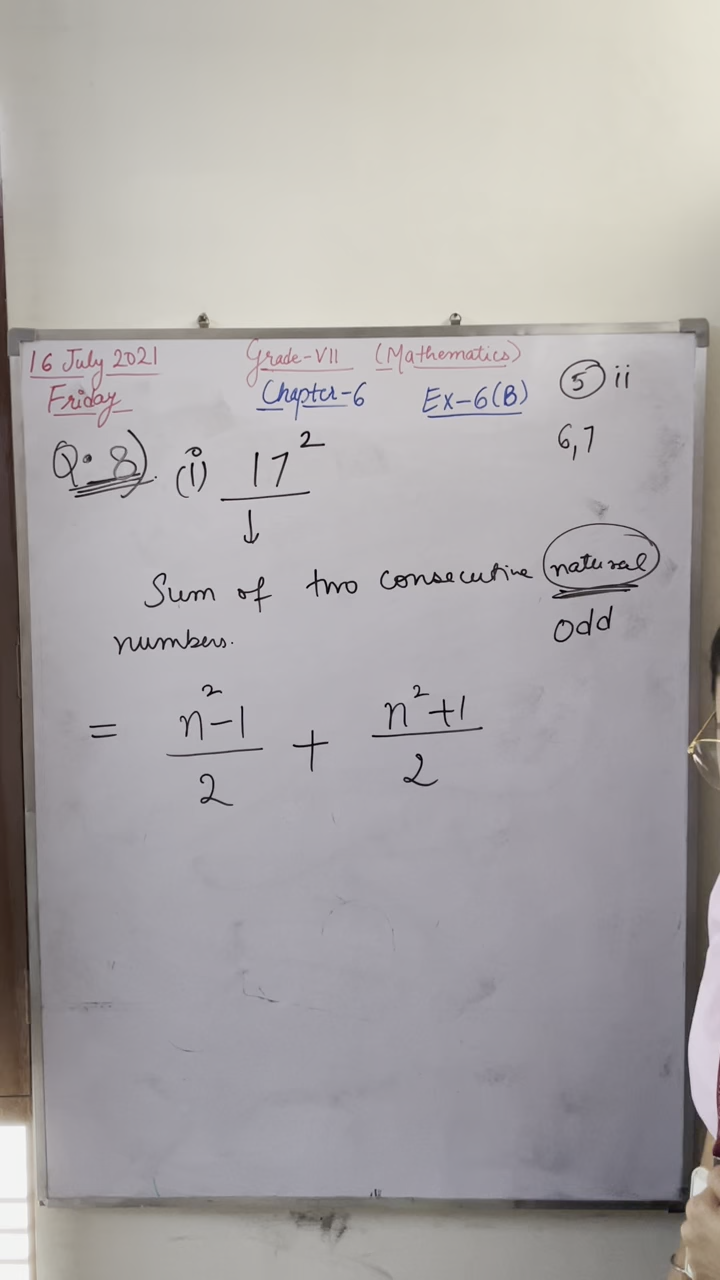 16 July 2021 Grade-VII (Mathematics)
Friday Chapter-6 Ex-6(B) 5 ii
6,7
Q.8) (i) 17²
↓
Sum of two consecutive natural
numbers. odd
= n²-1/2 + n²+1/2